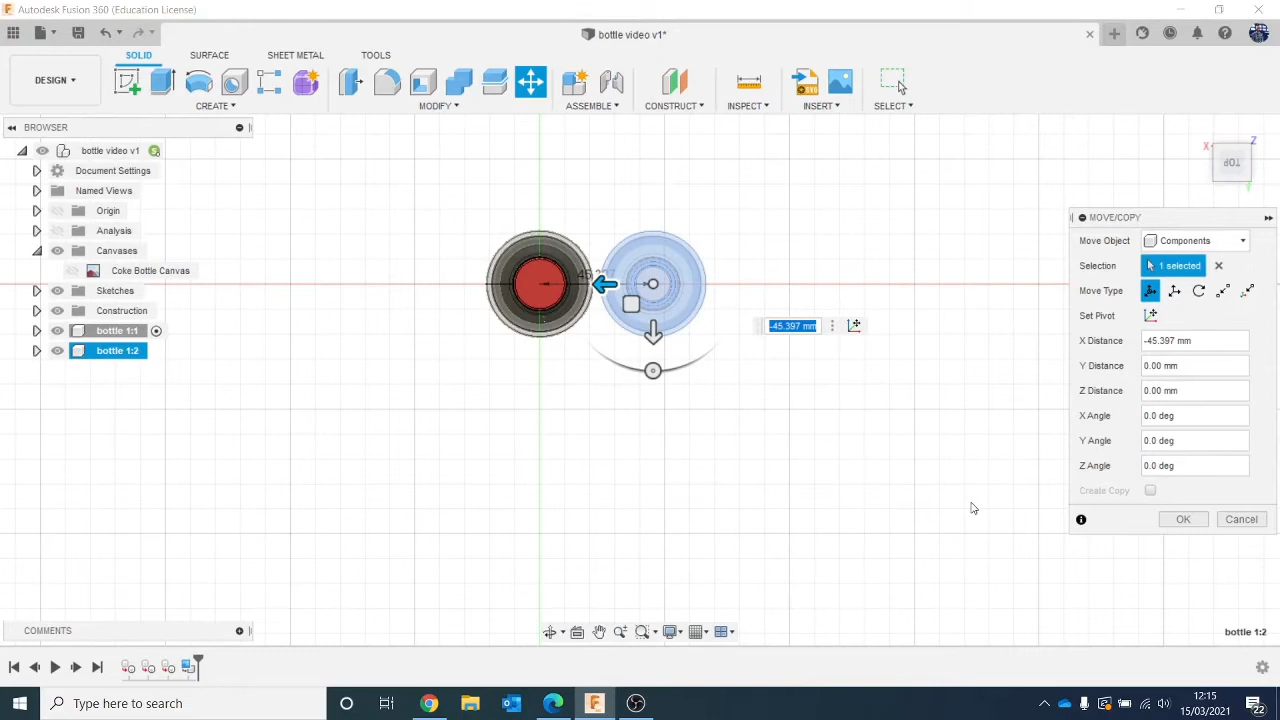 Autodesk Fusion 360 (Education License)
bottle video v1*
SOLID SURFACE SHEET METAL TOOLS
DESIGN
CREATE MODIFY ASSEMBLE CONSTRUCT INSPECT INSERT SELECT
BROWSER
bottle video v1
Document Settings
Named Views
Origin
Analysis
Canvases
Coke Bottle Canvas
Sketches
Construction
bottle 1:1
bottle 1:2
TOP
X
Z
-45.397 mm
MOVE/COPY
Move Object Components
Selection 1 selected
Move Type
Set Pivot
X Distance -45.397 mm
Y Distance 0.00 mm
Z Distance 0.00 mm
X Angle 0.0 deg
Y Angle 0.0 deg
Z Angle 0.0 deg
Create Copy
OK Cancel
COMMENTS
bottle 1:2
Type here to search
12:15
15/03/2021
22